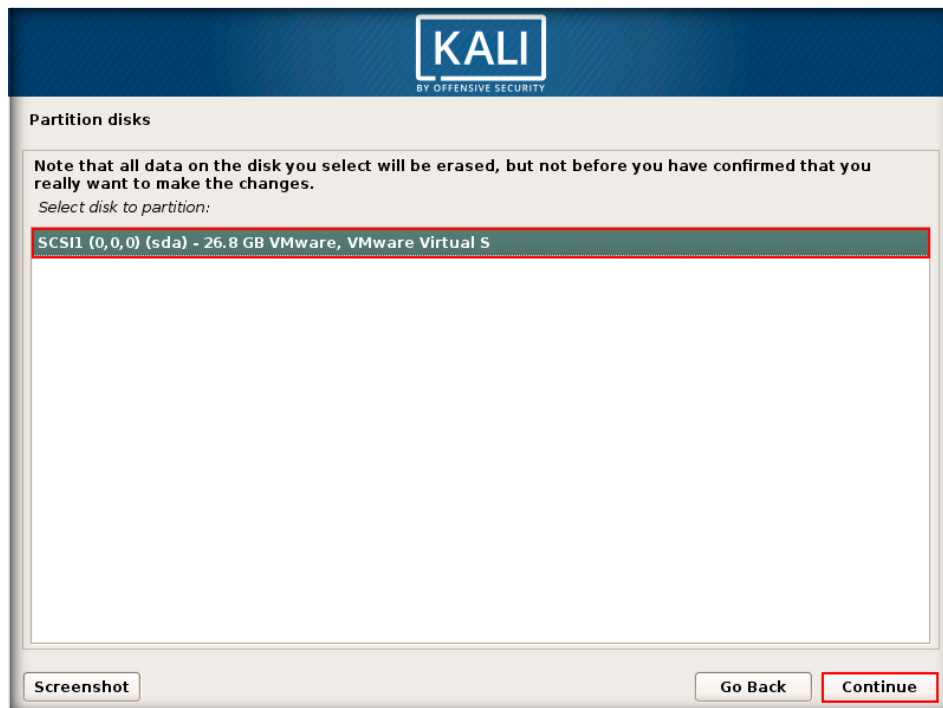 KALI
BY OFFENSIVE SECURITY
Partition disks
Note that all data on the disk you select will be erased, but not before you have confirmed that you
really want to make the changes.
Select disk to partition:
SCSI1 (0,0,0) (sda) - 26.8 GB VMware, VMware Virtual S
Screenshot
Go Back
Continue